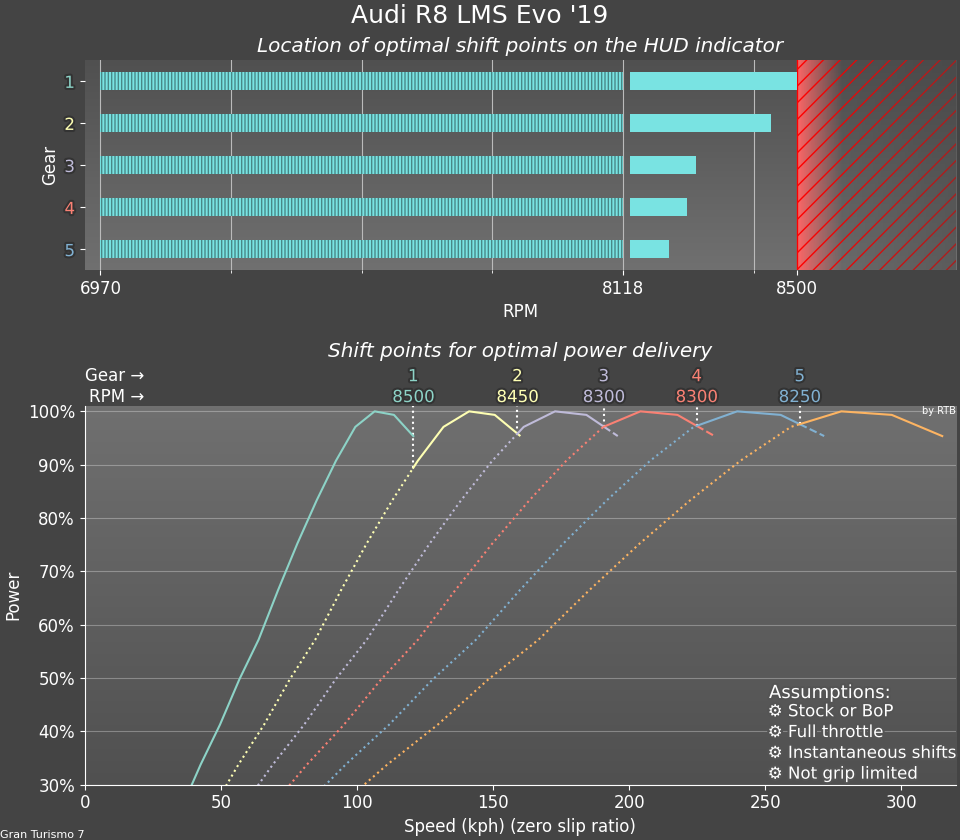 Audi R8 LMS Evo '19
Location of optimal shift points on the HUD indicator
Gear
1
2
3
4
5
6970 8118 8500
RPM
Shift points for optimal power delivery
Gear → 1 2 3 4 5
RPM → 8500 8450 8300 8300 8250
by RTB
Power
100%
90%
80%
70%
60%
50%
40%
30%
Assumptions:
⚙ Stock or BoP
⚙ Full throttle
⚙ Instantaneous shifts
⚙ Not grip limited
0 50 100 150 200 250 300
Speed (kph) (zero slip ratio)
Gran Turismo 7